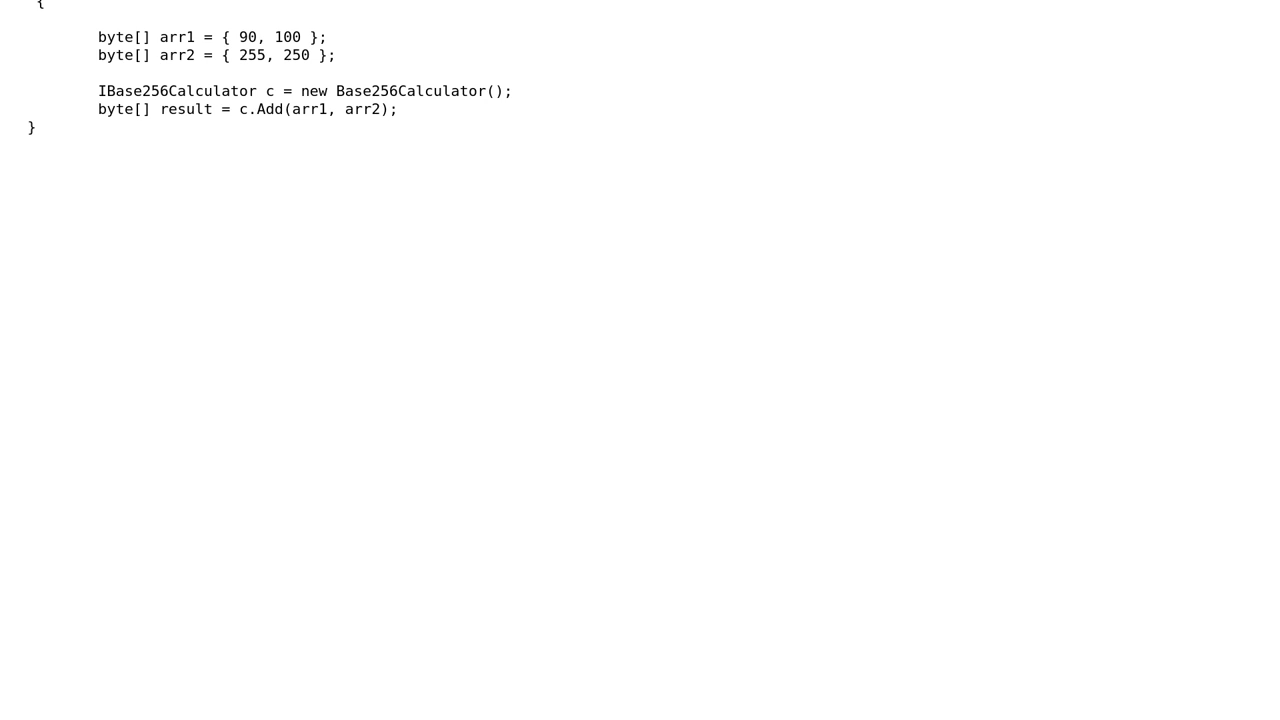 {
byte[] arr1 = { 90, 100 };
byte[] arr2 = { 255, 250 };
IBase256Calculator c = new Base256Calculator();
byte[] result = c.Add(arr1, arr2);
}